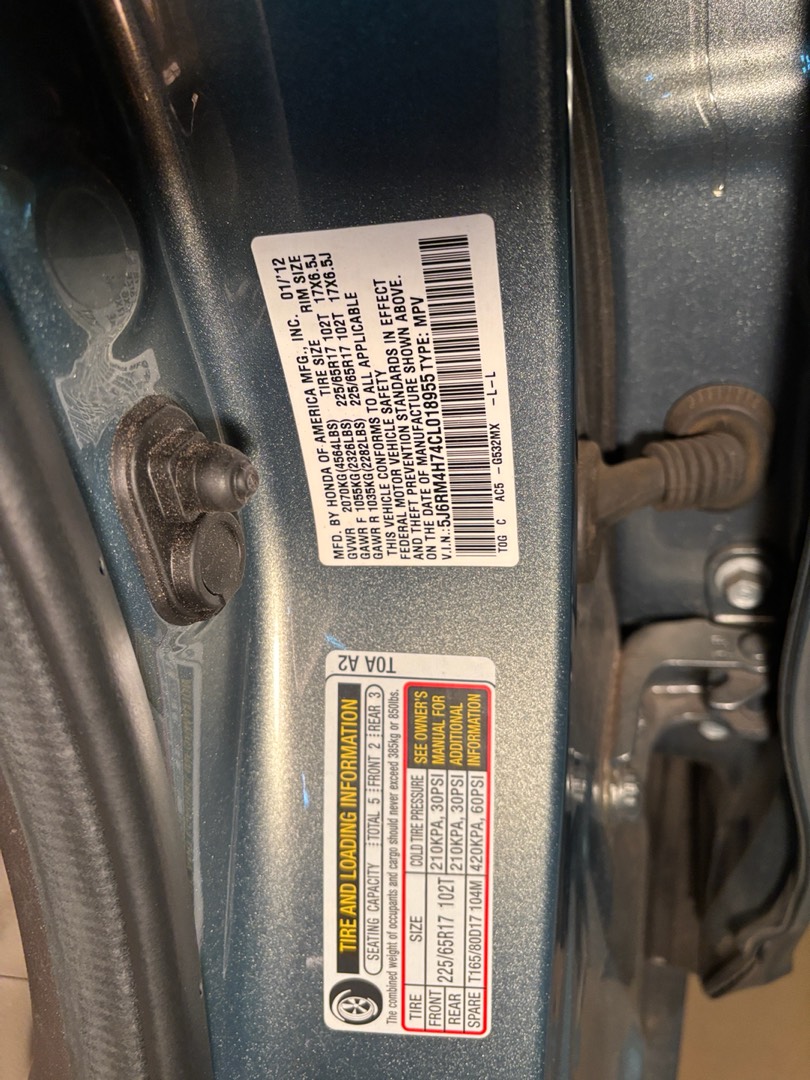 MFD. BY HONDA OF AMERICA MFG., INC. 01/'12
GVWR 2070KG(4564LBS) TIRE SIZE RIM SIZE
GAWR F 1055KG(2326LBS) 225/65R17 102T 17X6.5J
GAWR R 1035KG(2282LBS) 225/65R17 102T 17X6.5J
THIS VEHICLE CONFORMS TO ALL APPLICABLE
FEDERAL MOTOR VEHICLE SAFETY
AND THEFT PREVENTION STANDARDS IN EFFECT
ON THE DATE OF MANUFACTURE SHOWN ABOVE.
V.I.N.:5J6RM4H74CL018955 TYPE: MPV
TOG C AC5 -G532MX -L-L
T0A A2
TIRE AND LOADING INFORMATION
SEATING CAPACITY TOTAL 5 FRONT 2 REAR 3
The combined weight of occupants and cargo should never exceed 385kg or 850lbs.
TIRE SIZE COLD TIRE PRESSURE
FRONT 225/65R17 102T 210KPA, 30PSI
REAR 210KPA, 30PSI
SPARE T165/80D17 104M 420KPA, 60PSI
SEE OWNER'S
MANUAL FOR
ADDITIONAL
INFORMATION